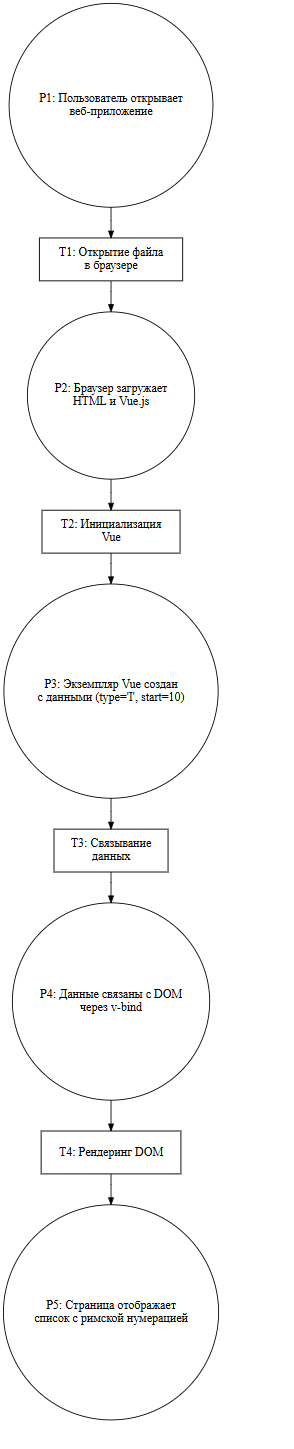 P1: Пользователь открывает
веб-приложение
T1: Открытие файла
в браузере
P2: Браузер загружает
HTML и Vue.js
T2: Инициализация
Vue
P3: Экземпляр Vue создан
с данными (type='I', start=10)
T3: Связывание
данных
P4: Данные связаны с DOM
через v-bind
T4: Рендеринг DOM
P5: Страница отображает
список с римской нумерацией